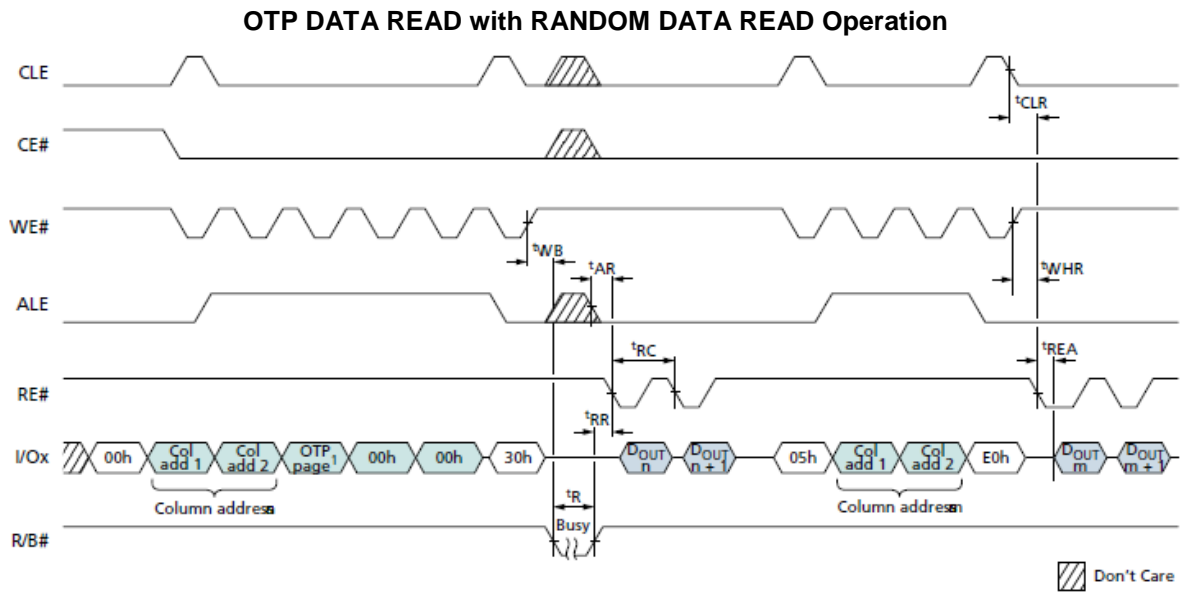 OTP DATA READ with RANDOM DATA READ Operation
CLE
tCLR
CE#
WE#
tWB
tAR
tWHR
ALE
tRC
tREA
RE#
tRR
I/Ox
00h
Col add 1
Col add 2
OTP page1
00h
00h
30h
DOUT n
DOUT n + 1
05h
Col add 1
Col add 2
E0h
DOUT m
DOUT m + 1
Column address
tR
Column address
Busy
R/B#
Don't Care